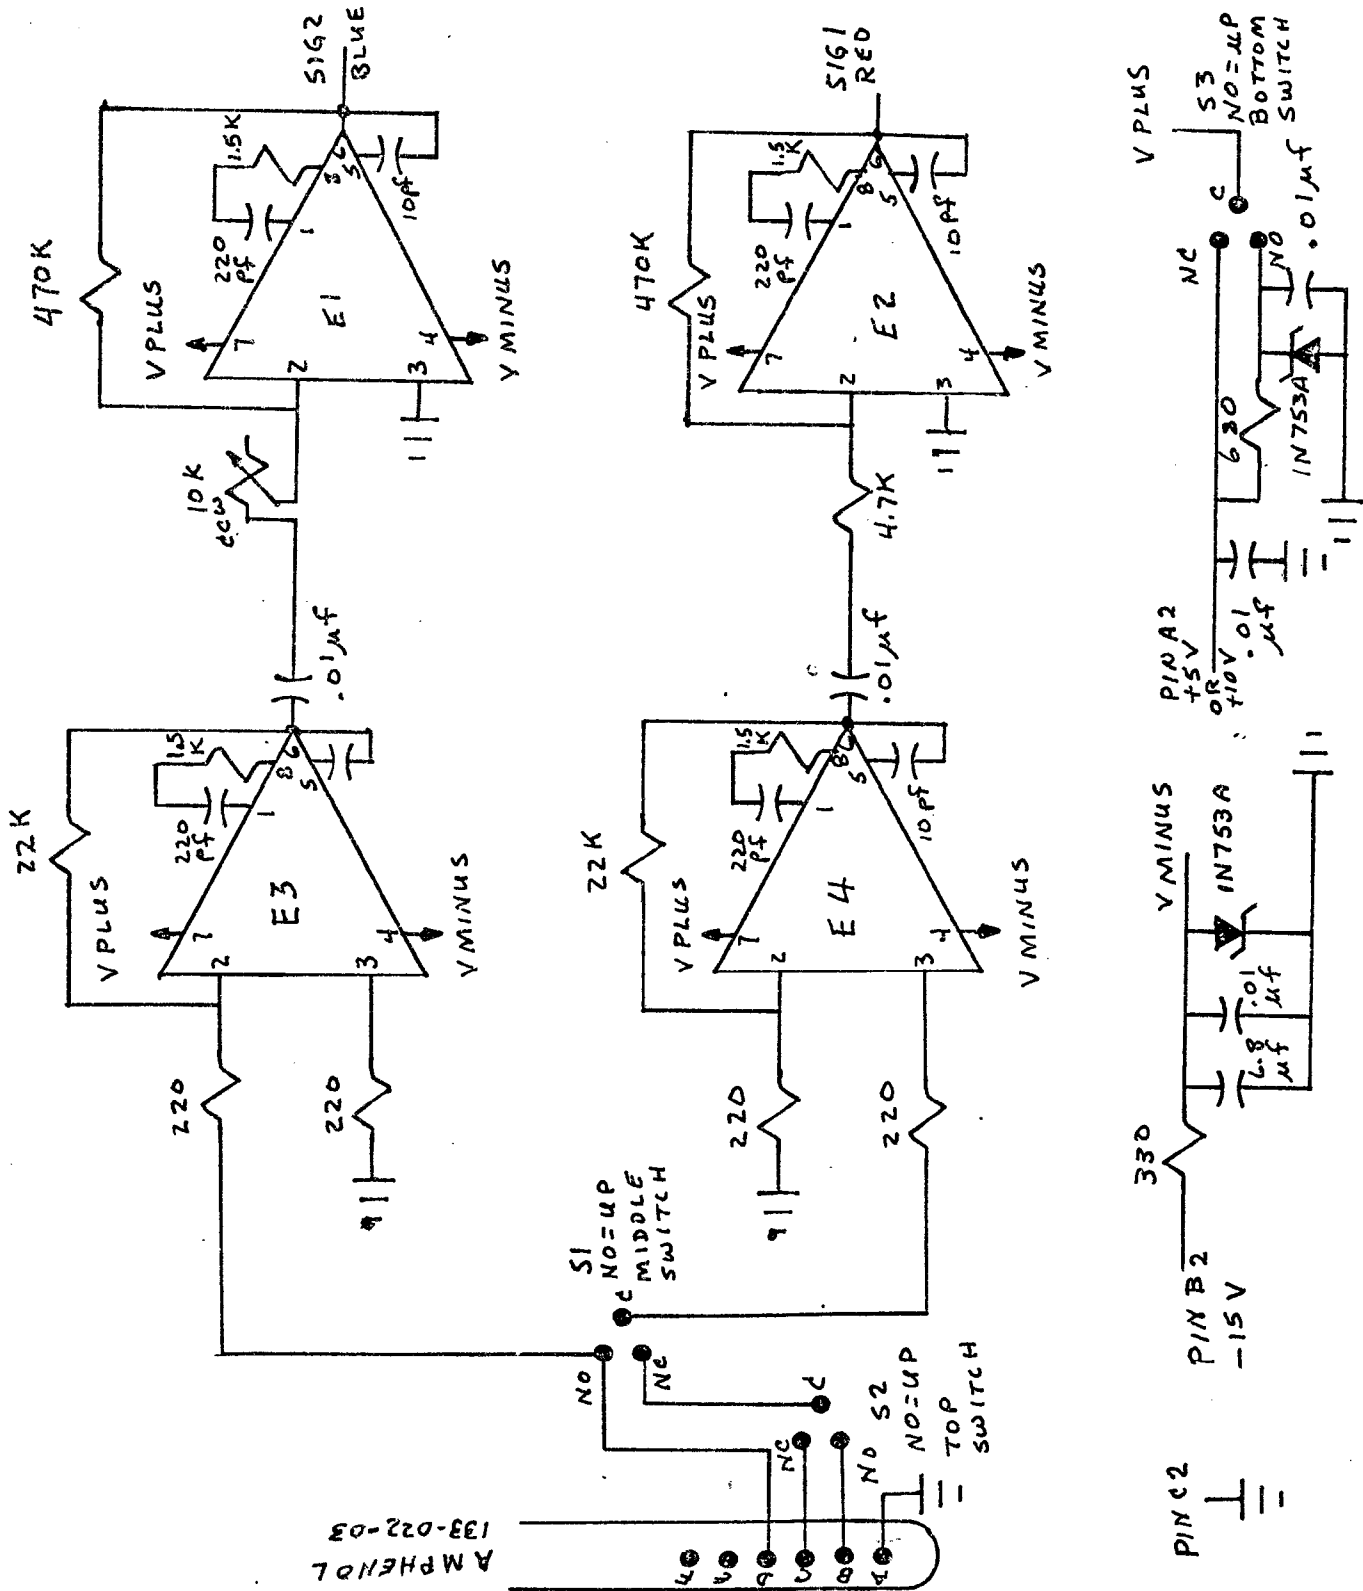 22K
VPLUS
220
pf
1.5
K
7
1
8
6
5
2
E3
3
4
VMINUS
220
220
.01µf
10K
CCW
470K
VPLUS
220
pf
1.5K
7
1
8
6
5
2
E1
3
4
10pf
VMINUS
SIG2
BLUE
22K
VPLUS
220
pf
1.5
K
7
1
8
6
5
2
E4
3
4
10pf
VMINUS
220
220
.01µf
4.7K
470K
VPLUS
220
pf
1.5
K
7
1
8
6
5
2
E2
3
4
10pf
VMINUS
SIG1
RED
S1
NO=UP
MIDDLE
SWITCH
C
NO
NC
C
NC
NO
S2
NO=UP
TOP
SWITCH
AMPHENOL
133-022-03
PIN C2
PIN B2
-15V
330
VMINUS
6.8
µf
.01
µf
IN753A
PIN A2
+5V
OR
+10V
.01
µf
680
IN753A
NC
NO
C
.01µf
VPLUS
S3
NO=UP
BOTTOM
SWITCH